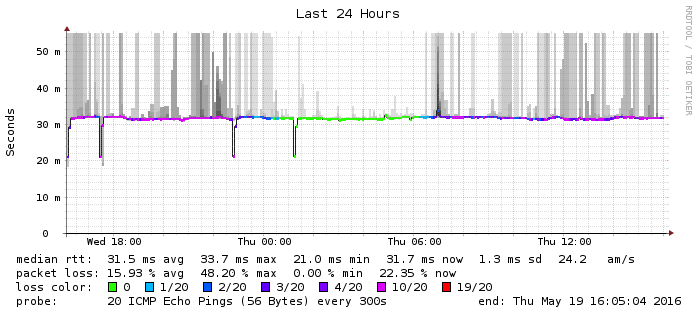 Last 24 Hours
RRDTOOL / TOBI OETIKER
Seconds
50 m
40 m
30 m
20 m
10 m
0
Wed 18:00 Thu 00:00 Thu 06:00 Thu 12:00
median rtt: 31.5 ms avg 33.7 ms max 21.0 ms min 31.7 ms now 1.3 ms sd 24.2 am/s
packet loss: 15.93 % avg 48.20 % max 0.00 % min 22.35 % now
loss color: 0 1/20 2/20 3/20 4/20 10/20 19/20
probe: 20 ICMP Echo Pings (56 Bytes) every 300s end: Thu May 19 16:05:04 2016